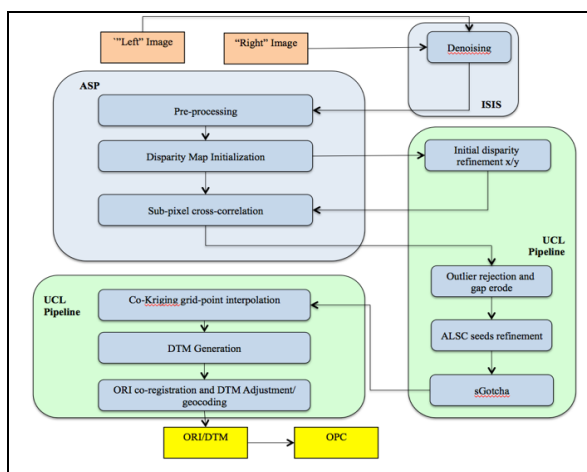 `"Left" Image
"Right" Image
Denoising
ISIS
ASP
Pre-processing
Disparity Map Initialization
Sub-pixel cross-correlation
Initial disparity
refinement x/y
UCL
Pipeline
Outlier rejection and
gap erode
ALSC seeds refinement
sGotcha
UCL
Pipeline
Co-Kriging grid-point interpolation
DTM Generation
ORI co-registration and DTM Adjustment/
geocoding
ORI/DTM
OPC